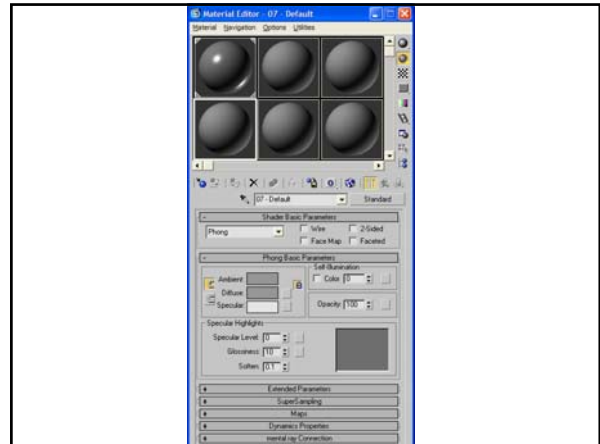 Material Editor - 07 - Default
Material Navigation Options Utilities
07 - Default Standard
Shader Basic Parameters
Phong Wire 2-Sided
Face Map Faceted
Phong Basic Parameters
Self-Illumination
Ambient: Color 0
Diffuse:
Specular: Opacity: 100
Specular Highlights
Specular Level: 0
Glossiness: 10
Soften: 0.1
Extended Parameters
SuperSampling
Maps
Dynamics Properties
mental ray Connection